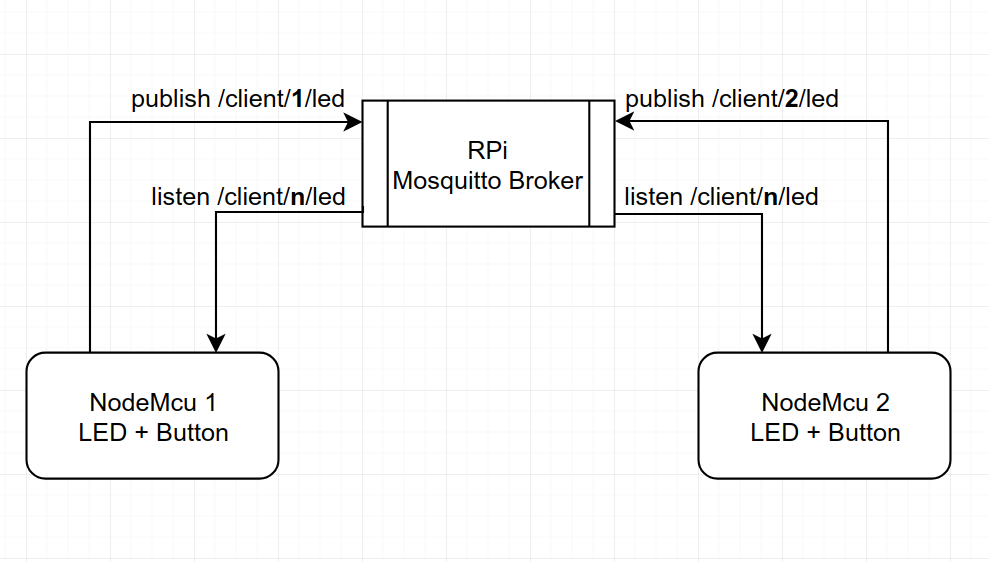 publish /client/1/led
publish /client/2/led
RPi
Mosquitto Broker
listen /client/n/led
listen /client/n/led
NodeMcu 1
LED + Button
NodeMcu 2
LED + Button